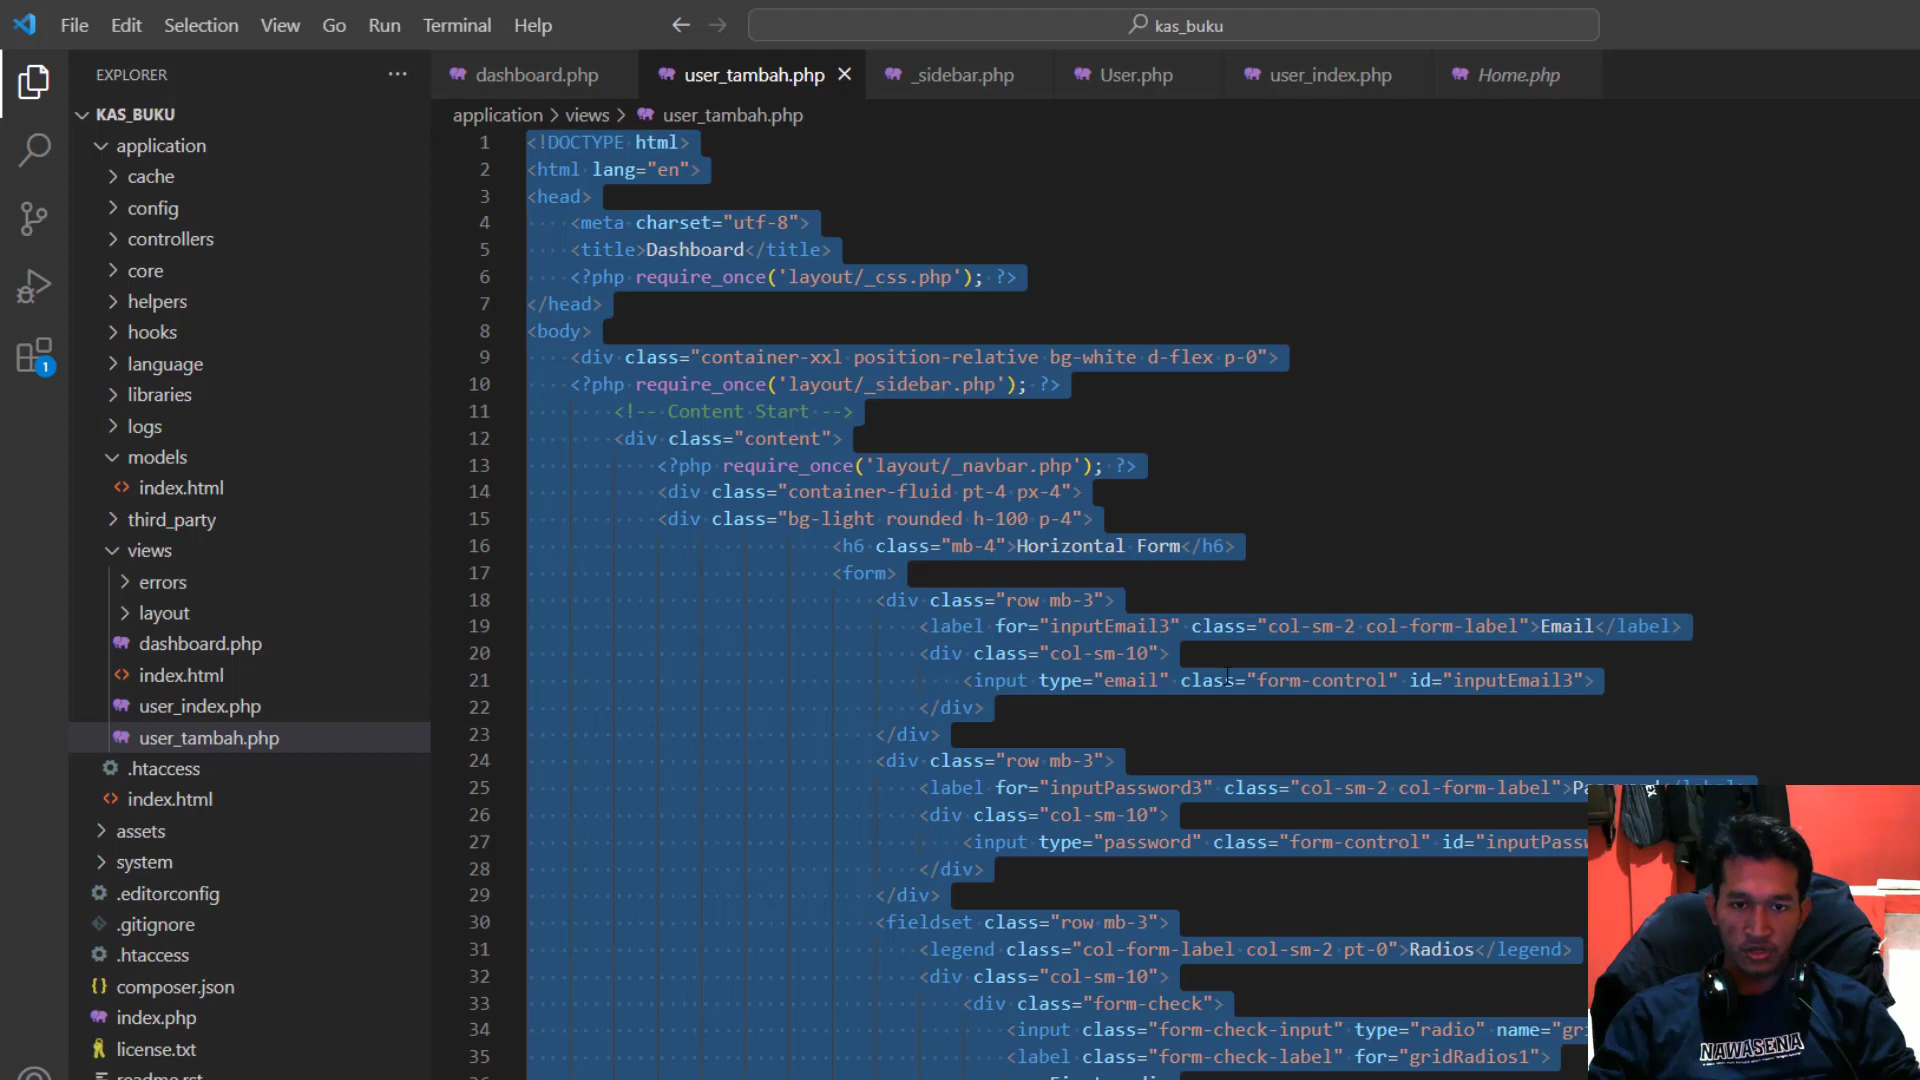 File Edit Selection View Go Run Terminal Help
kas_buku
EXPLORER
dashboard.php
user_tambah.php
_sidebar.php
User.php
user_index.php
Home.php
KAS_BUKU
application > views > user_tambah.php
application
cache
config
controllers
core
helpers
hooks
language
libraries
logs
models
index.html
third_party
views
errors
layout
dashboard.php
index.html
user_index.php
user_tambah.php
.htaccess
index.html
assets
system
.editorconfig
.gitignore
.htaccess
composer.json
index.php
license.txt
readme.rst
1
1 <!DOCTYPE html>
2 <html lang="en">
3 <head>
4 <meta charset="utf-8">
5 <title>Dashboard</title>
6 <?php require_once('layout/_css.php'); ?>
7 </head>
8 <body>
9 <div class="container-xxl position-relative bg-white d-flex p-0">
10 <?php require_once('layout/_sidebar.php'); ?>
11 <!-- Content Start -->
12 <div class="content">
13 <?php require_once('layout/_navbar.php'); ?>
14 <div class="container-fluid pt-4 px-4">
15 <div class="bg-light rounded h-100 p-4">
16 <h6 class="mb-4">Horizontal Form</h6>
17 <form>
18 <div class="row mb-3">
19 <label for="inputEmail3" class="col-sm-2 col-form-label">Email</label>
20 <div class="col-sm-10">
21 <input type="email" class="form-control" id="inputEmail3">
22 </div>
23 </div>
24 <div class="row mb-3">
25 <label for="inputPassword3" class="col-sm-2 col-form-label">
26 <div class="col-sm-10">
27 <input type="password" class="form-control" id="inputPassw
28 </div>
29 </div>
30 <fieldset class="row mb-3">
31 <legend class="col-form-label col-sm-2 pt-0">Radios</legend>
32 <div class="col-sm-10">
33 <div class="form-check">
34 <input class="form-check-input" type="radio" name="gri
35 <label class="form-check-label" for="gridRadios1">
NAWASENA